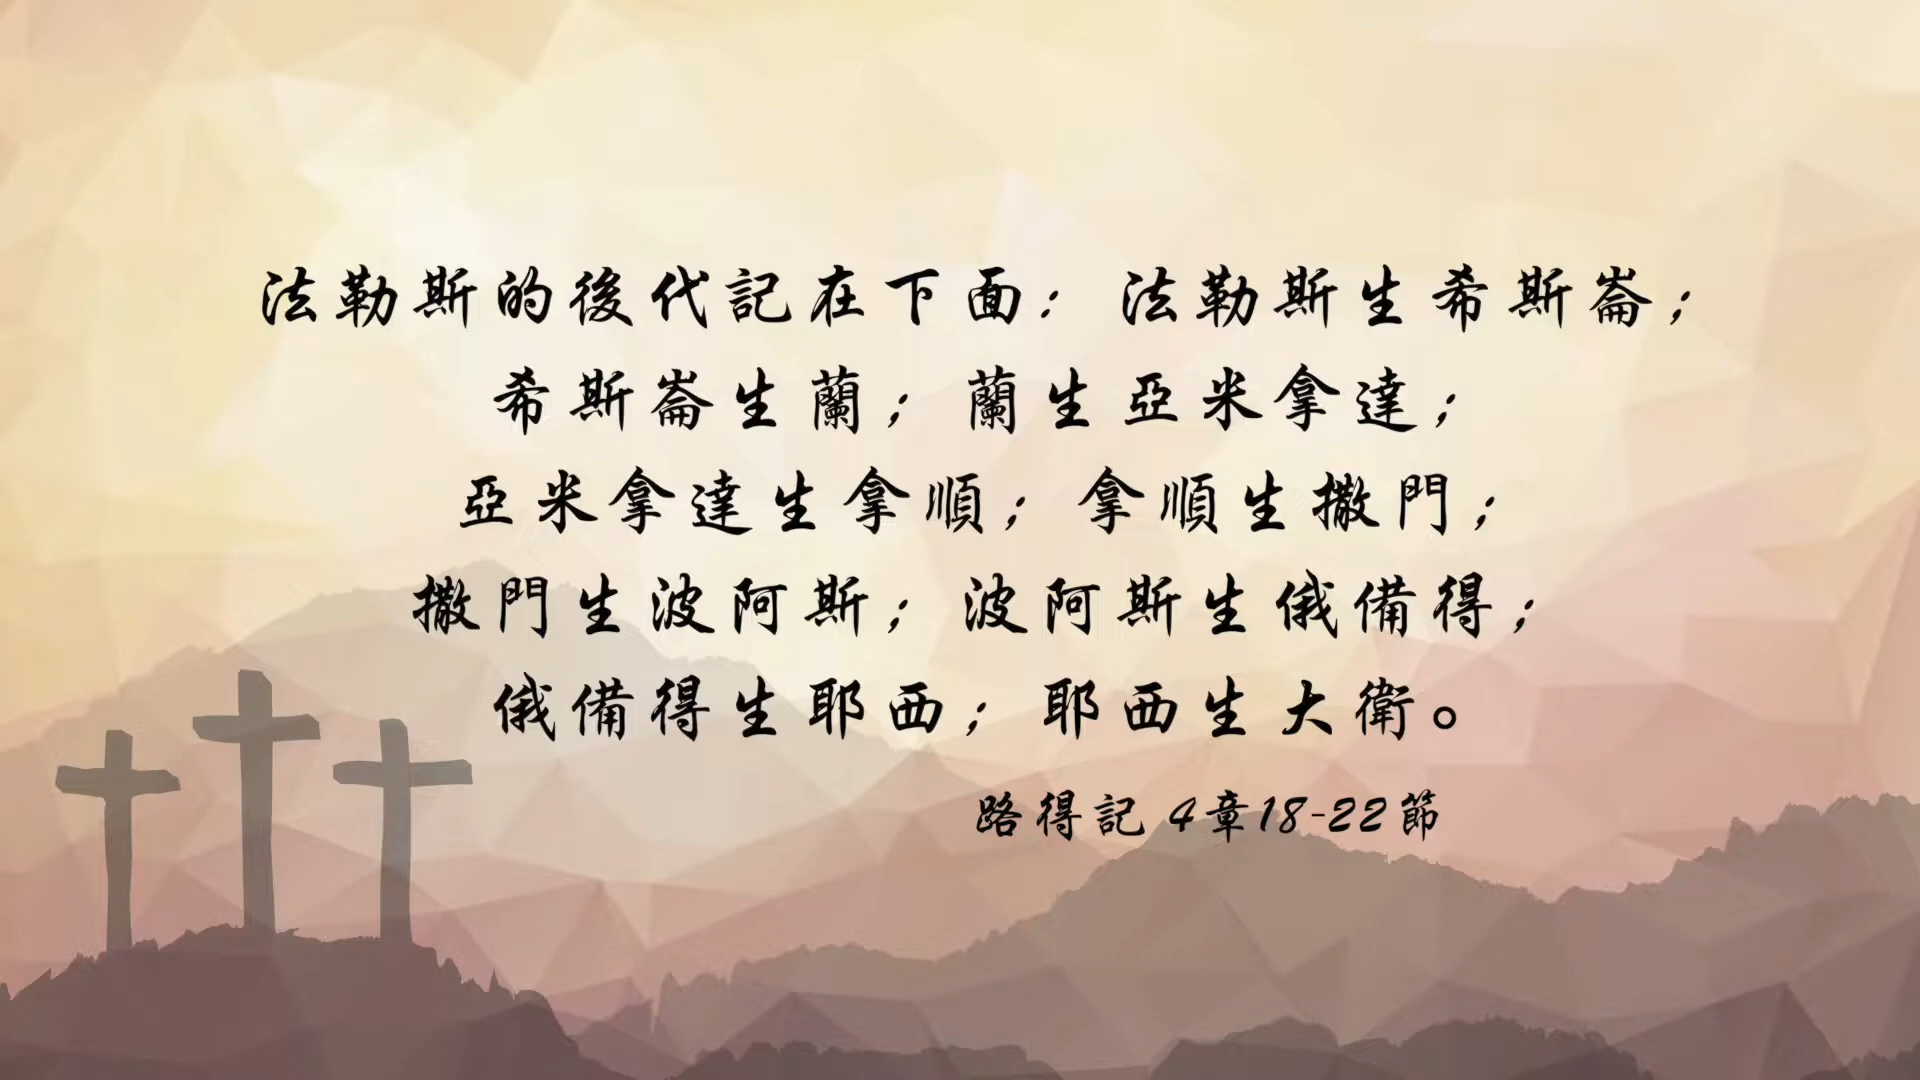 法勒斯的後代記在下面：法勒斯生希斯崙；
希斯崙生蘭；蘭生亞米拿達；
亞米拿達生拿順；拿順生撒門；
撒門生波阿斯；波阿斯生俄備得；
俄備得生耶西；耶西生大衛。
路得記 4章18-22節